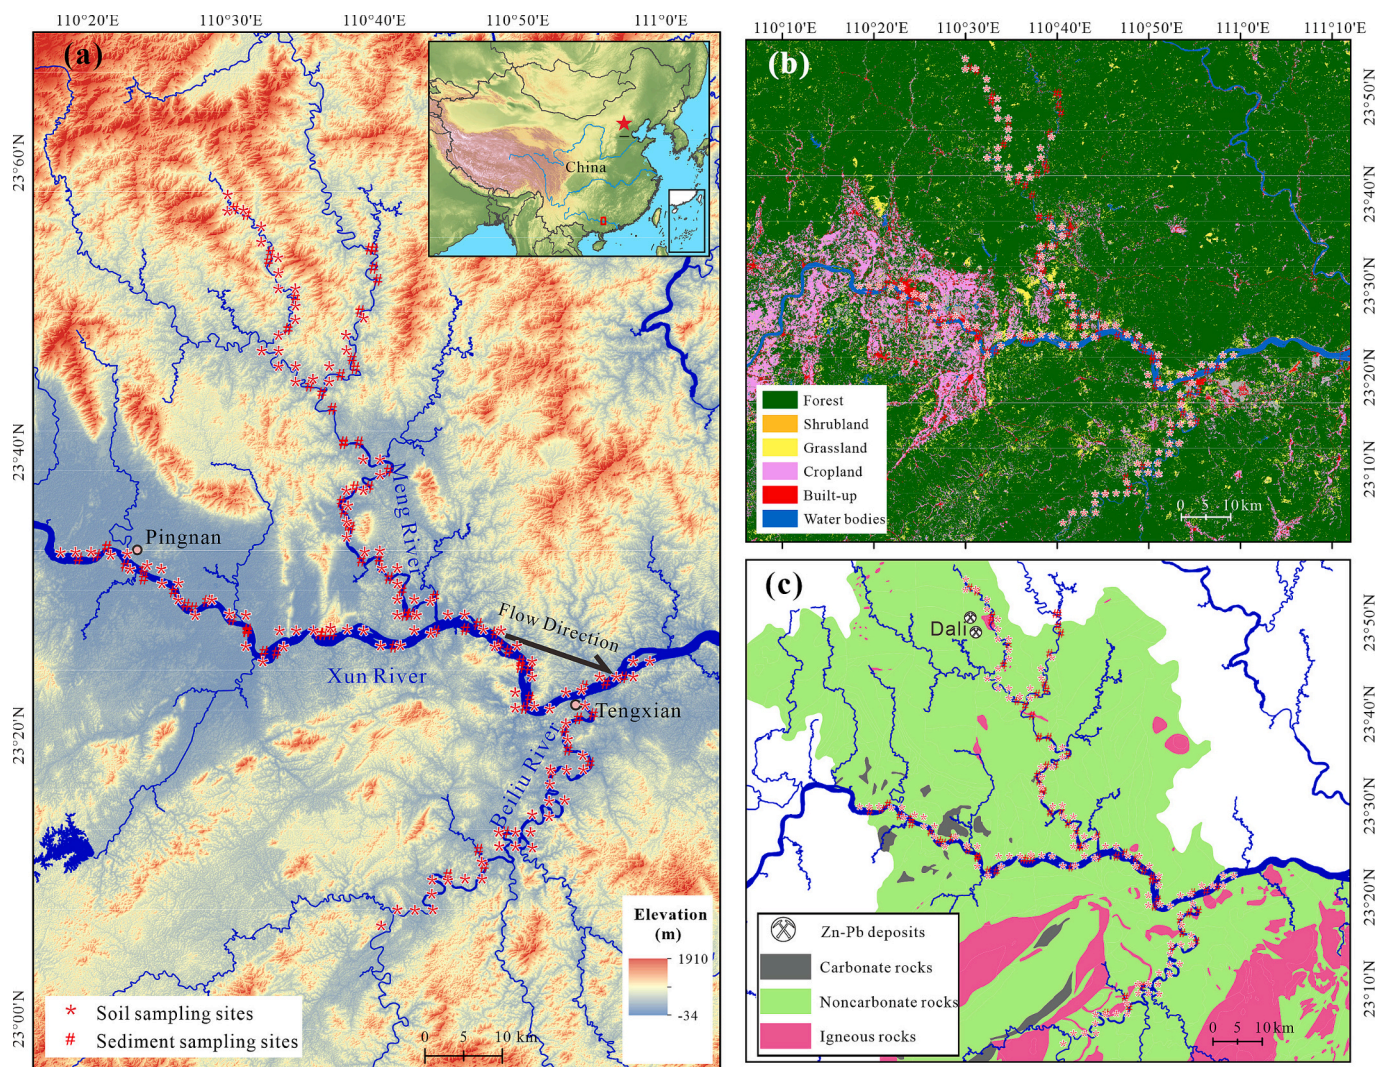 110°20'E 110°30'E 110°40'E 110°50'E 111°0'E
(a)
China
23°60'N
23°40'N
23°20'N
23°00'N
Pingnan
Meng River
Flow Direction
Xun River
Tengxian
Beiliu River
Elevation
(m)
1910
-34
* Soil sampling sites
# Sediment sampling sites
0 5 10 km
110°0'E 110°20'E 110°30'E 110°40'E 110°50'E 110°55'E 111°0'E 111°10'E
(b)
23°50'N
23°40'N
23°30'N
23°20'N
23°10'N
Forest
Shrubland
Grassland
Cropland
Built-up
Water bodies
0 5 10 km
(c)
Dali
23°50'N
23°40'N
23°30'N
23°20'N
23°10'N
Zn-Pb deposits
Carbonate rocks
Noncarbonate rocks
Igneous rocks
0 5 10 km